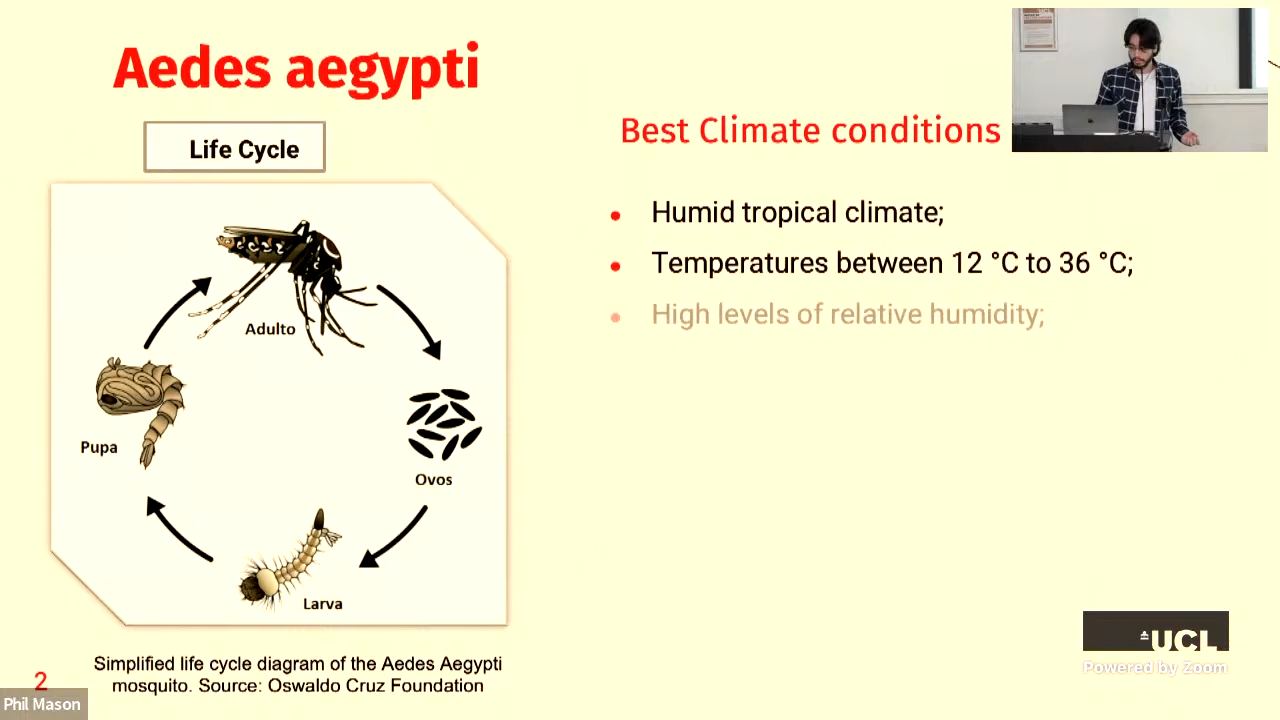 Aedes aegypti
Life Cycle
Best Climate conditions
Humid tropical climate;
Temperatures between 12 °C to 36 °C;
High levels of relative humidity;
Adulto
Pupa
Ovos
Larva
Simplified life cycle diagram of the Aedes Aegypti
mosquito. Source: Oswaldo Cruz Foundation
2
Phil Mason
UCL
Powered by Zoom